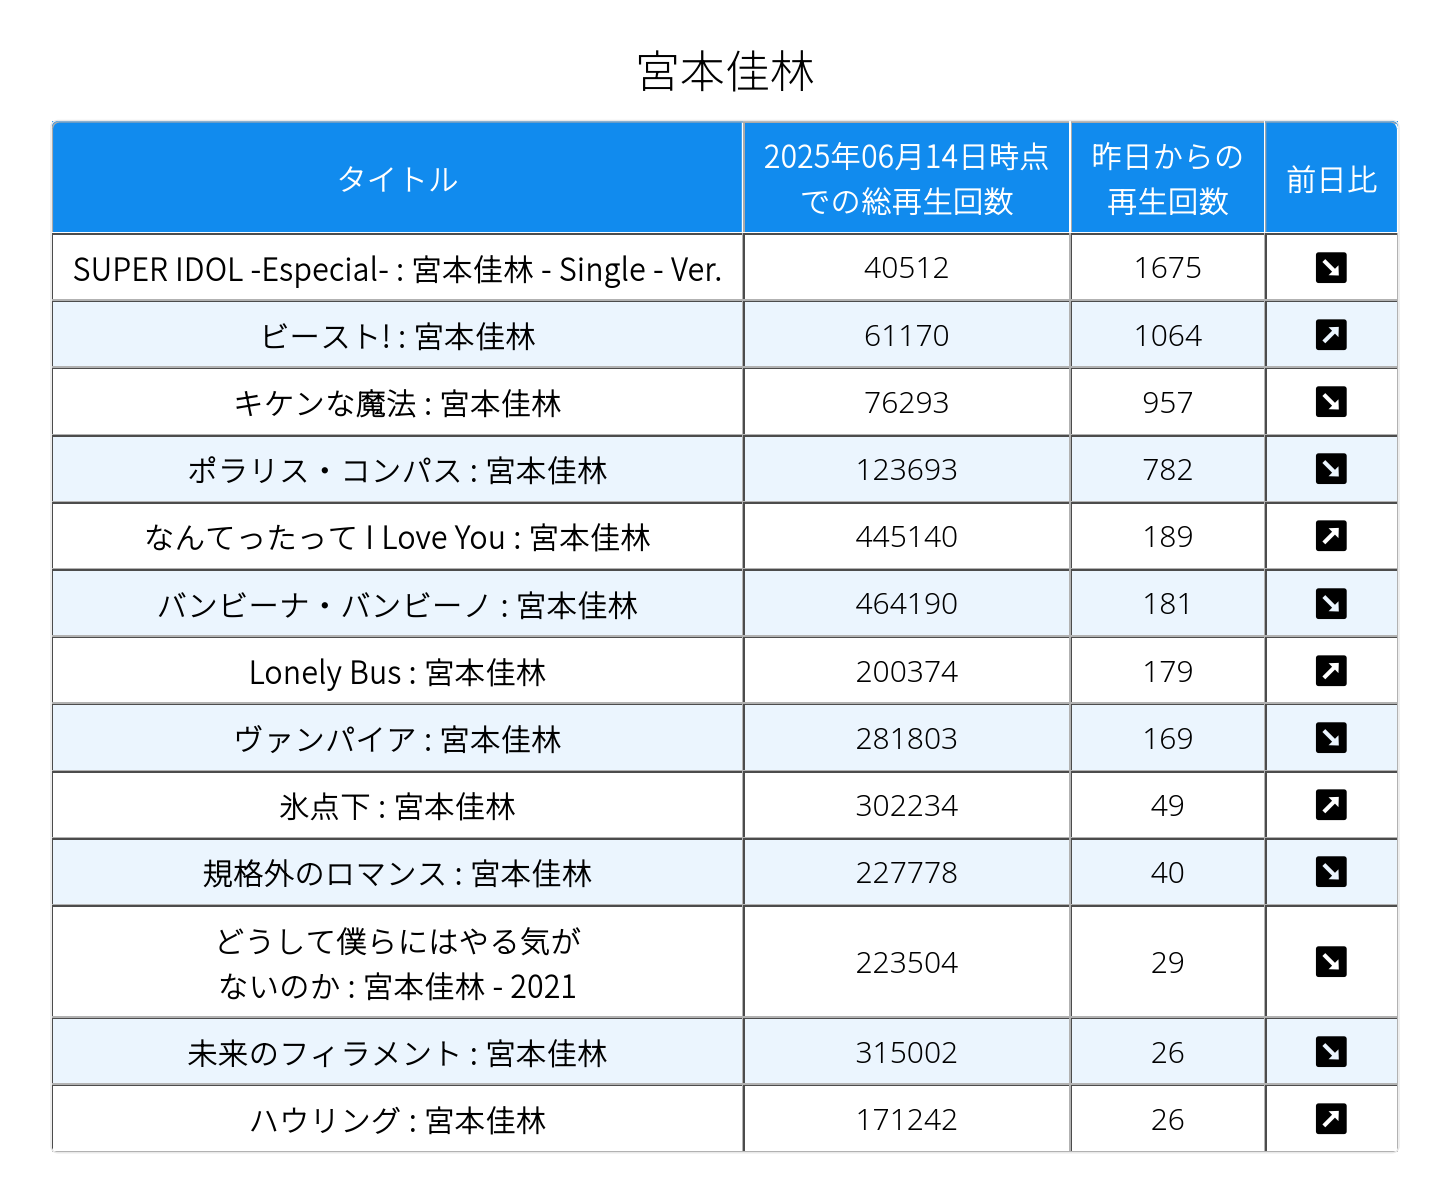 宮本佳林
タイトル
2025年06月14日時点
での総再生回数
昨日からの
再生回数
前日比
SUPER IDOL -Especial- : 宮本佳林 - Single - Ver.
40512
1675
ビースト! : 宮本佳林
61170
1064
キケンな魔法 : 宮本佳林
76293
957
ポラリス・コンパス : 宮本佳林
123693
782
なんてったって I Love You : 宮本佳林
445140
189
バンビーナ・バンビーノ : 宮本佳林
464190
181
Lonely Bus : 宮本佳林
200374
179
ヴァンパイア : 宮本佳林
281803
169
氷点下 : 宮本佳林
302234
49
規格外のロマンス : 宮本佳林
227778
40
どうして僕らにはやる気が
ないのか : 宮本佳林 - 2021
223504
29
未来のフィラメント : 宮本佳林
315002
26
ハウリング : 宮本佳林
171242
26